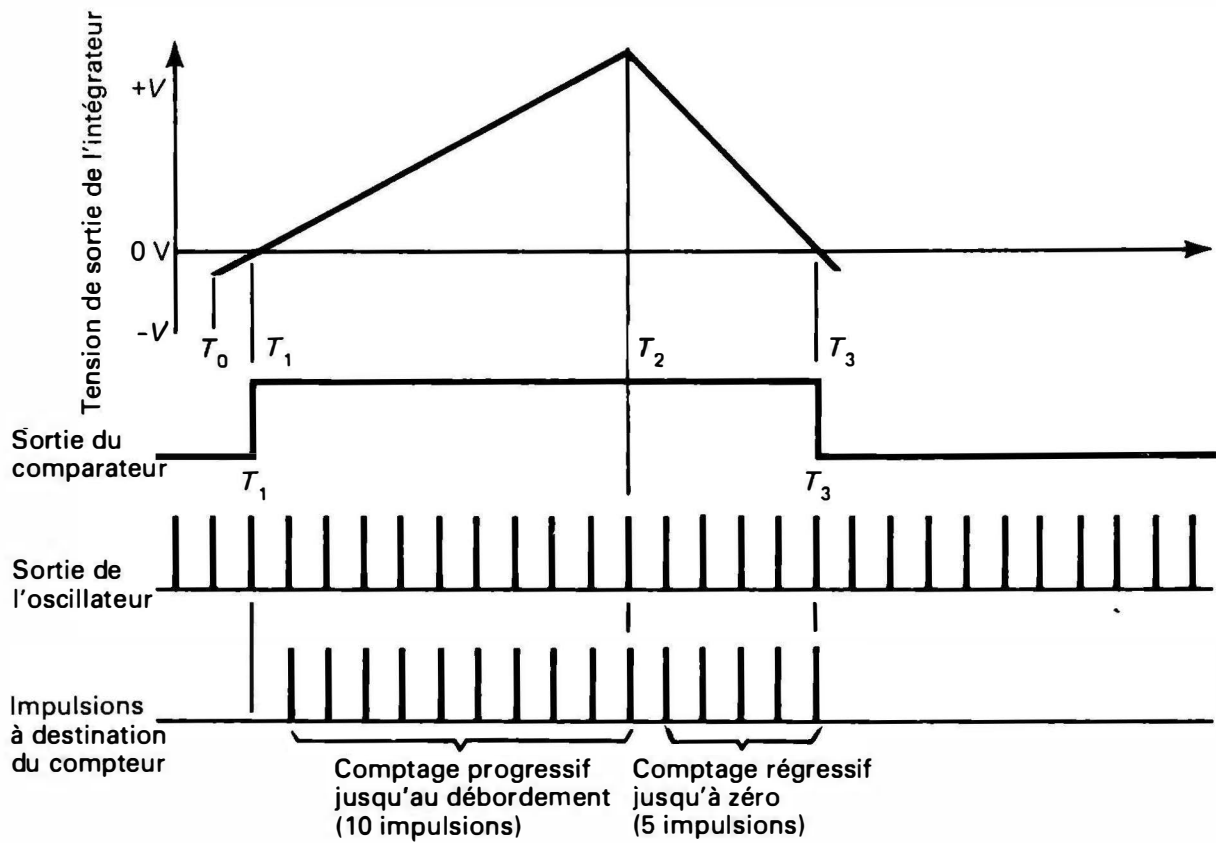 Tension de sortie de l'intégrateur
+V
0 V
−V
T0
T1
T2
T3
Sortie du
comparateur
T1
T3
Sortie de
l'oscillateur
Impulsions
à destination
du compteur
Comptage progressif
jusqu'au débordement
(10 impulsions)
Comptage régressif
jusqu'à zéro
(5 impulsions)